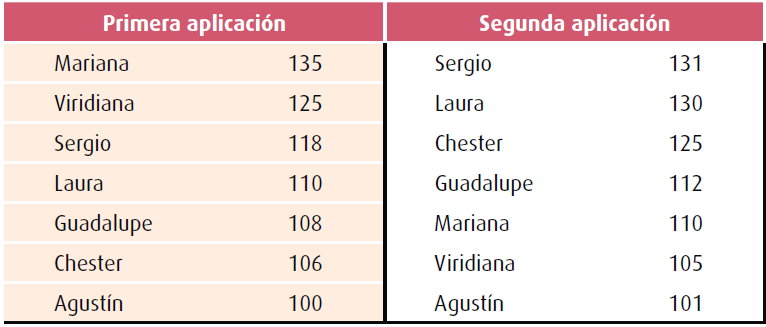 Primera aplicación Segunda aplicación
Mariana 135 Sergio 131
Viridiana 125 Laura 130
Sergio 118 Chester 125
Laura 110 Guadalupe 112
Guadalupe 108 Mariana 110
Chester 106 Viridiana 105
Agustín 100 Agustín 101